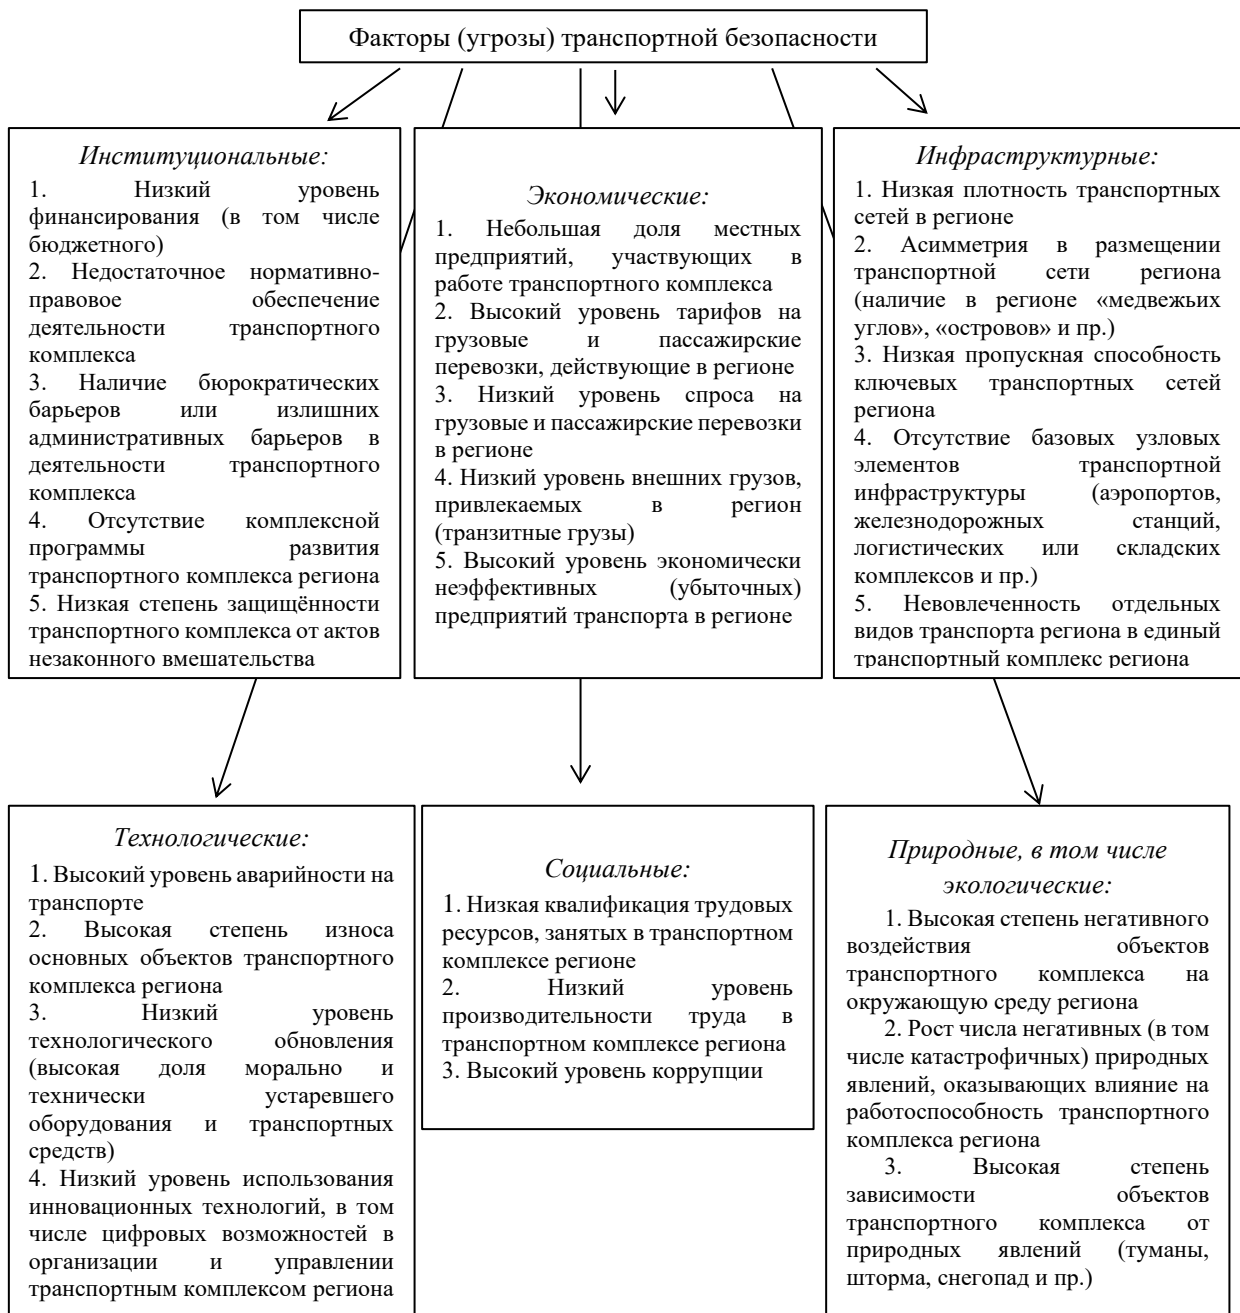 Факторы (угрозы) транспортной безопасности
Институциональные:
1. Низкий уровень
финансирования (в том числе
бюджетного)
2. Недостаточное нормативно-
правовое обеспечение
деятельности транспортного
комплекса
3. Наличие бюрократических
барьеров или излишних
административных барьеров в
деятельности транспортного
комплекса
4. Отсутствие комплексной
программы развития
транспортного комплекса региона
5. Низкая степень защищённости
транспортного комплекса от актов
незаконного вмешательства
Экономические:
1. Небольшая доля местных
предприятий, участвующих в
работе транспортного комплекса
2. Высокий уровень тарифов на
грузовые и пассажирские
перевозки, действующие в регионе
3. Низкий уровень спроса на
грузовые и пассажирские перевозки
в регионе
4. Низкий уровень внешних грузов,
привлекаемых в регион
(транзитные грузы)
5. Высокий уровень экономически
неэффективных (убыточных)
предприятий транспорта в регионе
Инфраструктурные:
1. Низкая плотность транспортных
сетей в регионе
2. Асимметрия в размещении
транспортной сети региона
(наличие в регионе «медвежьих
углов», «островов» и пр.)
3. Низкая пропускная способность
ключевых транспортных сетей
региона
4. Отсутствие базовых узловых
элементов транспортной
инфраструктуры (аэропортов,
железнодорожных станций,
логистических или складских
комплексов и пр.)
5. Невовлеченность отдельных
видов транспорта региона в единый
транспортный комплекс региона
Технологические:
1. Высокий уровень аварийности на
транспорте
2. Высокая степень износа
основных объектов транспортного
комплекса региона
3. Низкий уровень
технологического обновления
(высокая доля морально и
технически устаревшего
оборудования и транспортных
средств)
4. Низкий уровень использования
инновационных технологий, в том
числе цифровых возможностей в
организации и управлении
транспортным комплексом региона
Социальные:
1. Низкая квалификация трудовых
ресурсов, занятых в транспортном
комплексе регионе
2. Низкий уровень
производительности труда в
транспортном комплексе региона
3. Высокий уровень коррупции
Природные, в том числе
экологические:
1. Высокая степень негативного
воздействия объектов
транспортного комплекса на
окружающую среду региона
2. Рост числа негативных (в том
числе катастрофичных) природных
явлений, оказывающих влияние на
работоспособность транспортного
комплекса региона
3. Высокая степень
зависимости объектов
транспортного комплекса от
природных явлений (туманы,
шторма, снегопад и пр.)